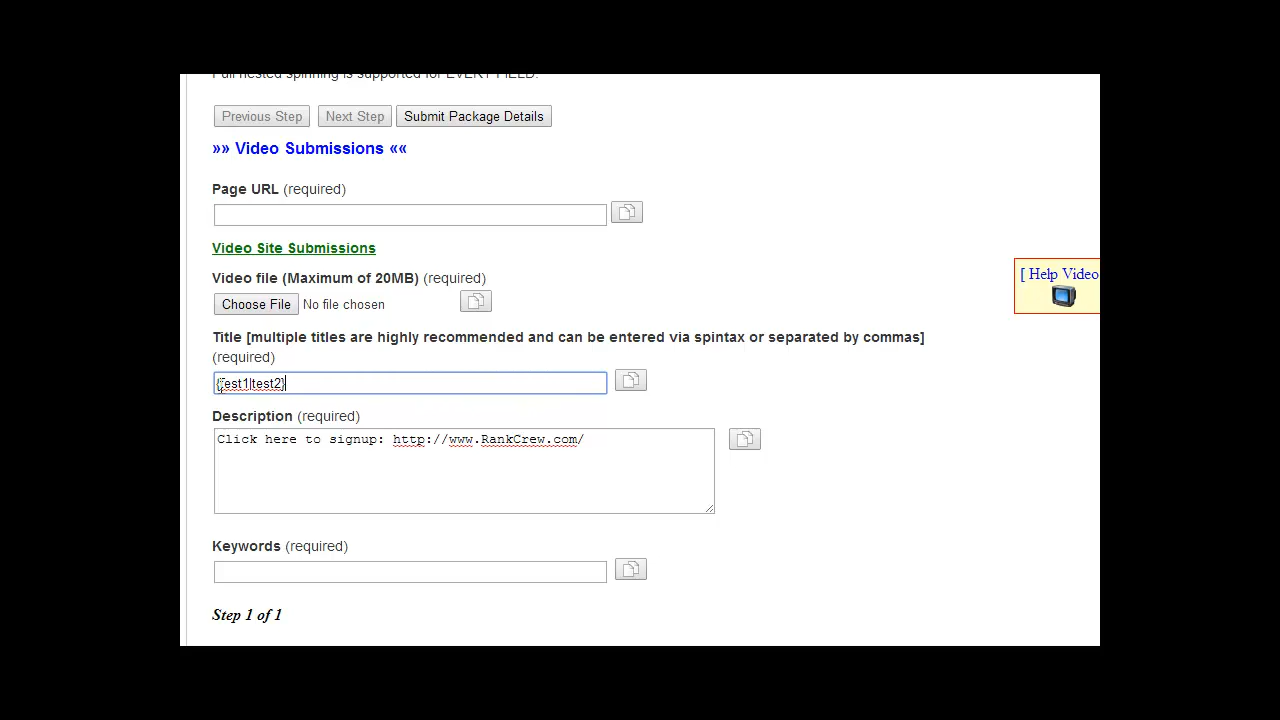 Full nested spinning is supported for EVERY FIELD.
Previous Step Next Step Submit Package Details
»» Video Submissions ««
Page URL (required)
Video Site Submissions
Video file (Maximum of 20MB) (required)
[ Help Video
Choose File No file chosen
Title [multiple titles are highly recommended and can be entered via spintax or separated by commas]
(required)
{Test1|test2}
Description (required)
Click here to signup: http://www.RankCrew.com/
Keywords (required)
Step 1 of 1